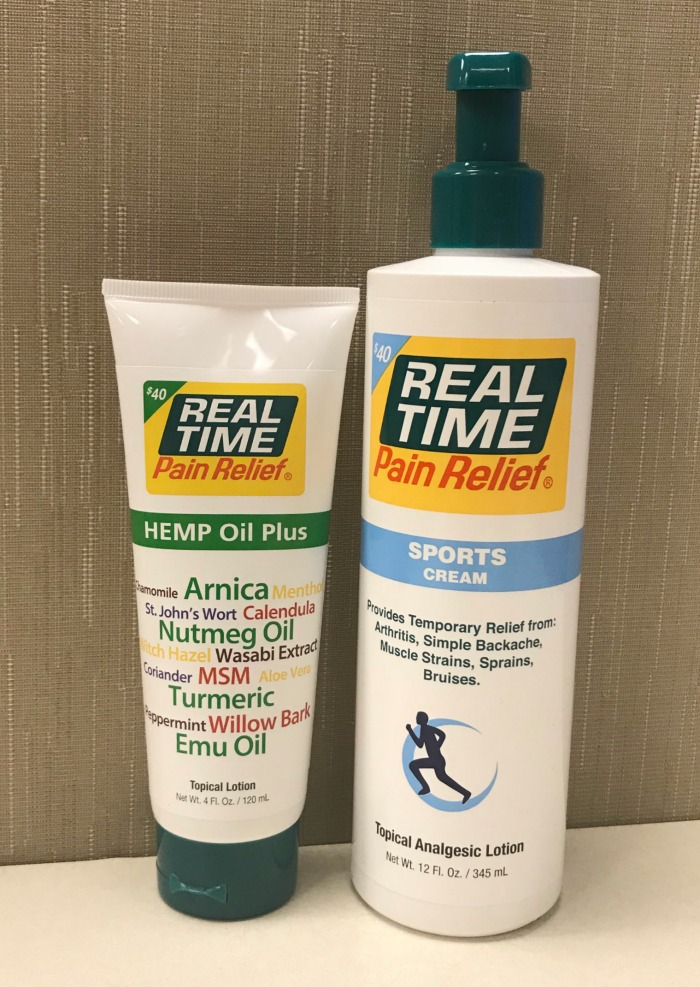 $40
REAL
TIME
Pain Relief®
HEMP Oil Plus
Chamomile Arnica Menthol
St. John's Wort Calendula
Nutmeg Oil
Witch Hazel Wasabi Extract
Coriander MSM Aloe Vera
Turmeric
Peppermint Willow Bark
Emu Oil
Topical Lotion
Net Wt. 4 Fl. Oz. / 120 mL
$40
REAL
TIME
Pain Relief®
SPORTS
CREAM
Provides Temporary Relief from:
Arthritis, Simple Backache,
Muscle Strains, Sprains,
Bruises.
Topical Analgesic Lotion
Net Wt. 12 Fl. Oz. / 345 mL